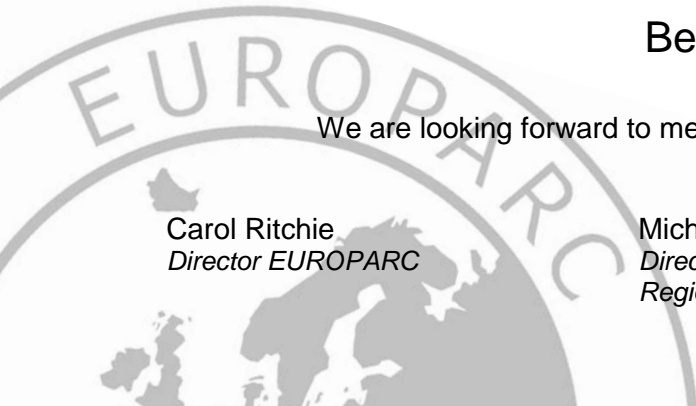 EUROPARC
Be
We are looking forward to me
Carol Ritchie
Director EUROPARC
Mich
Direc
Regi